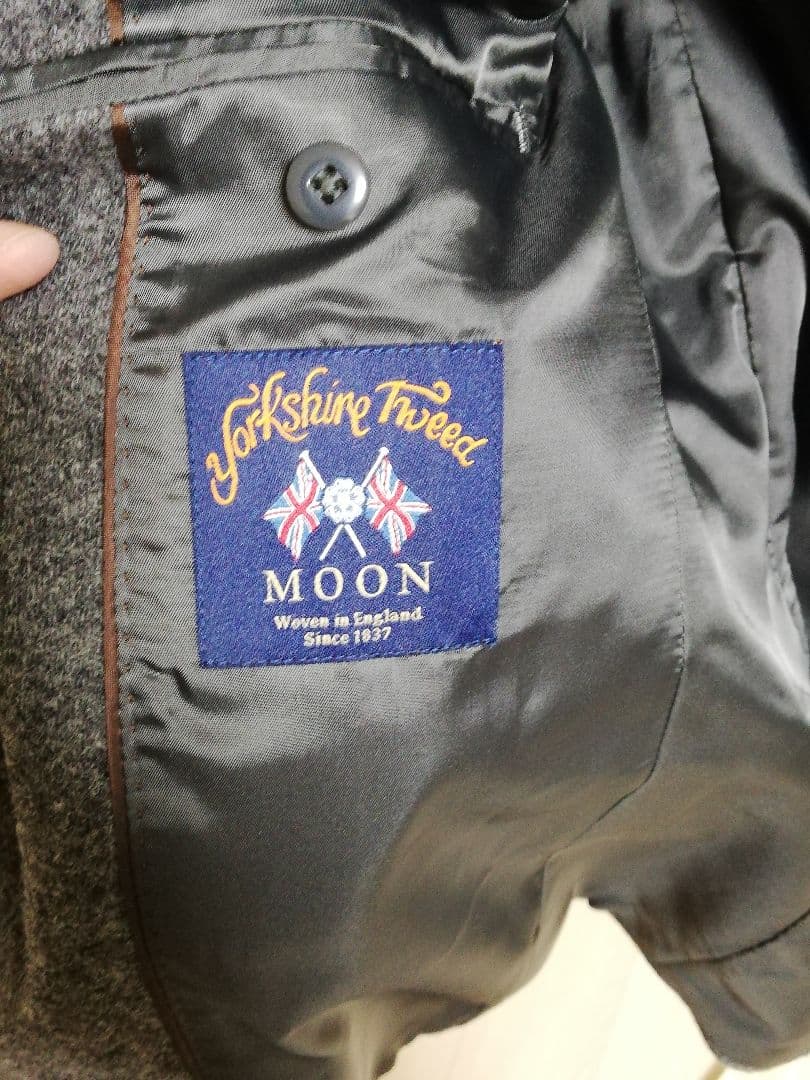 Yorkshire Tweed
MOON
Woven in England
Since 1837